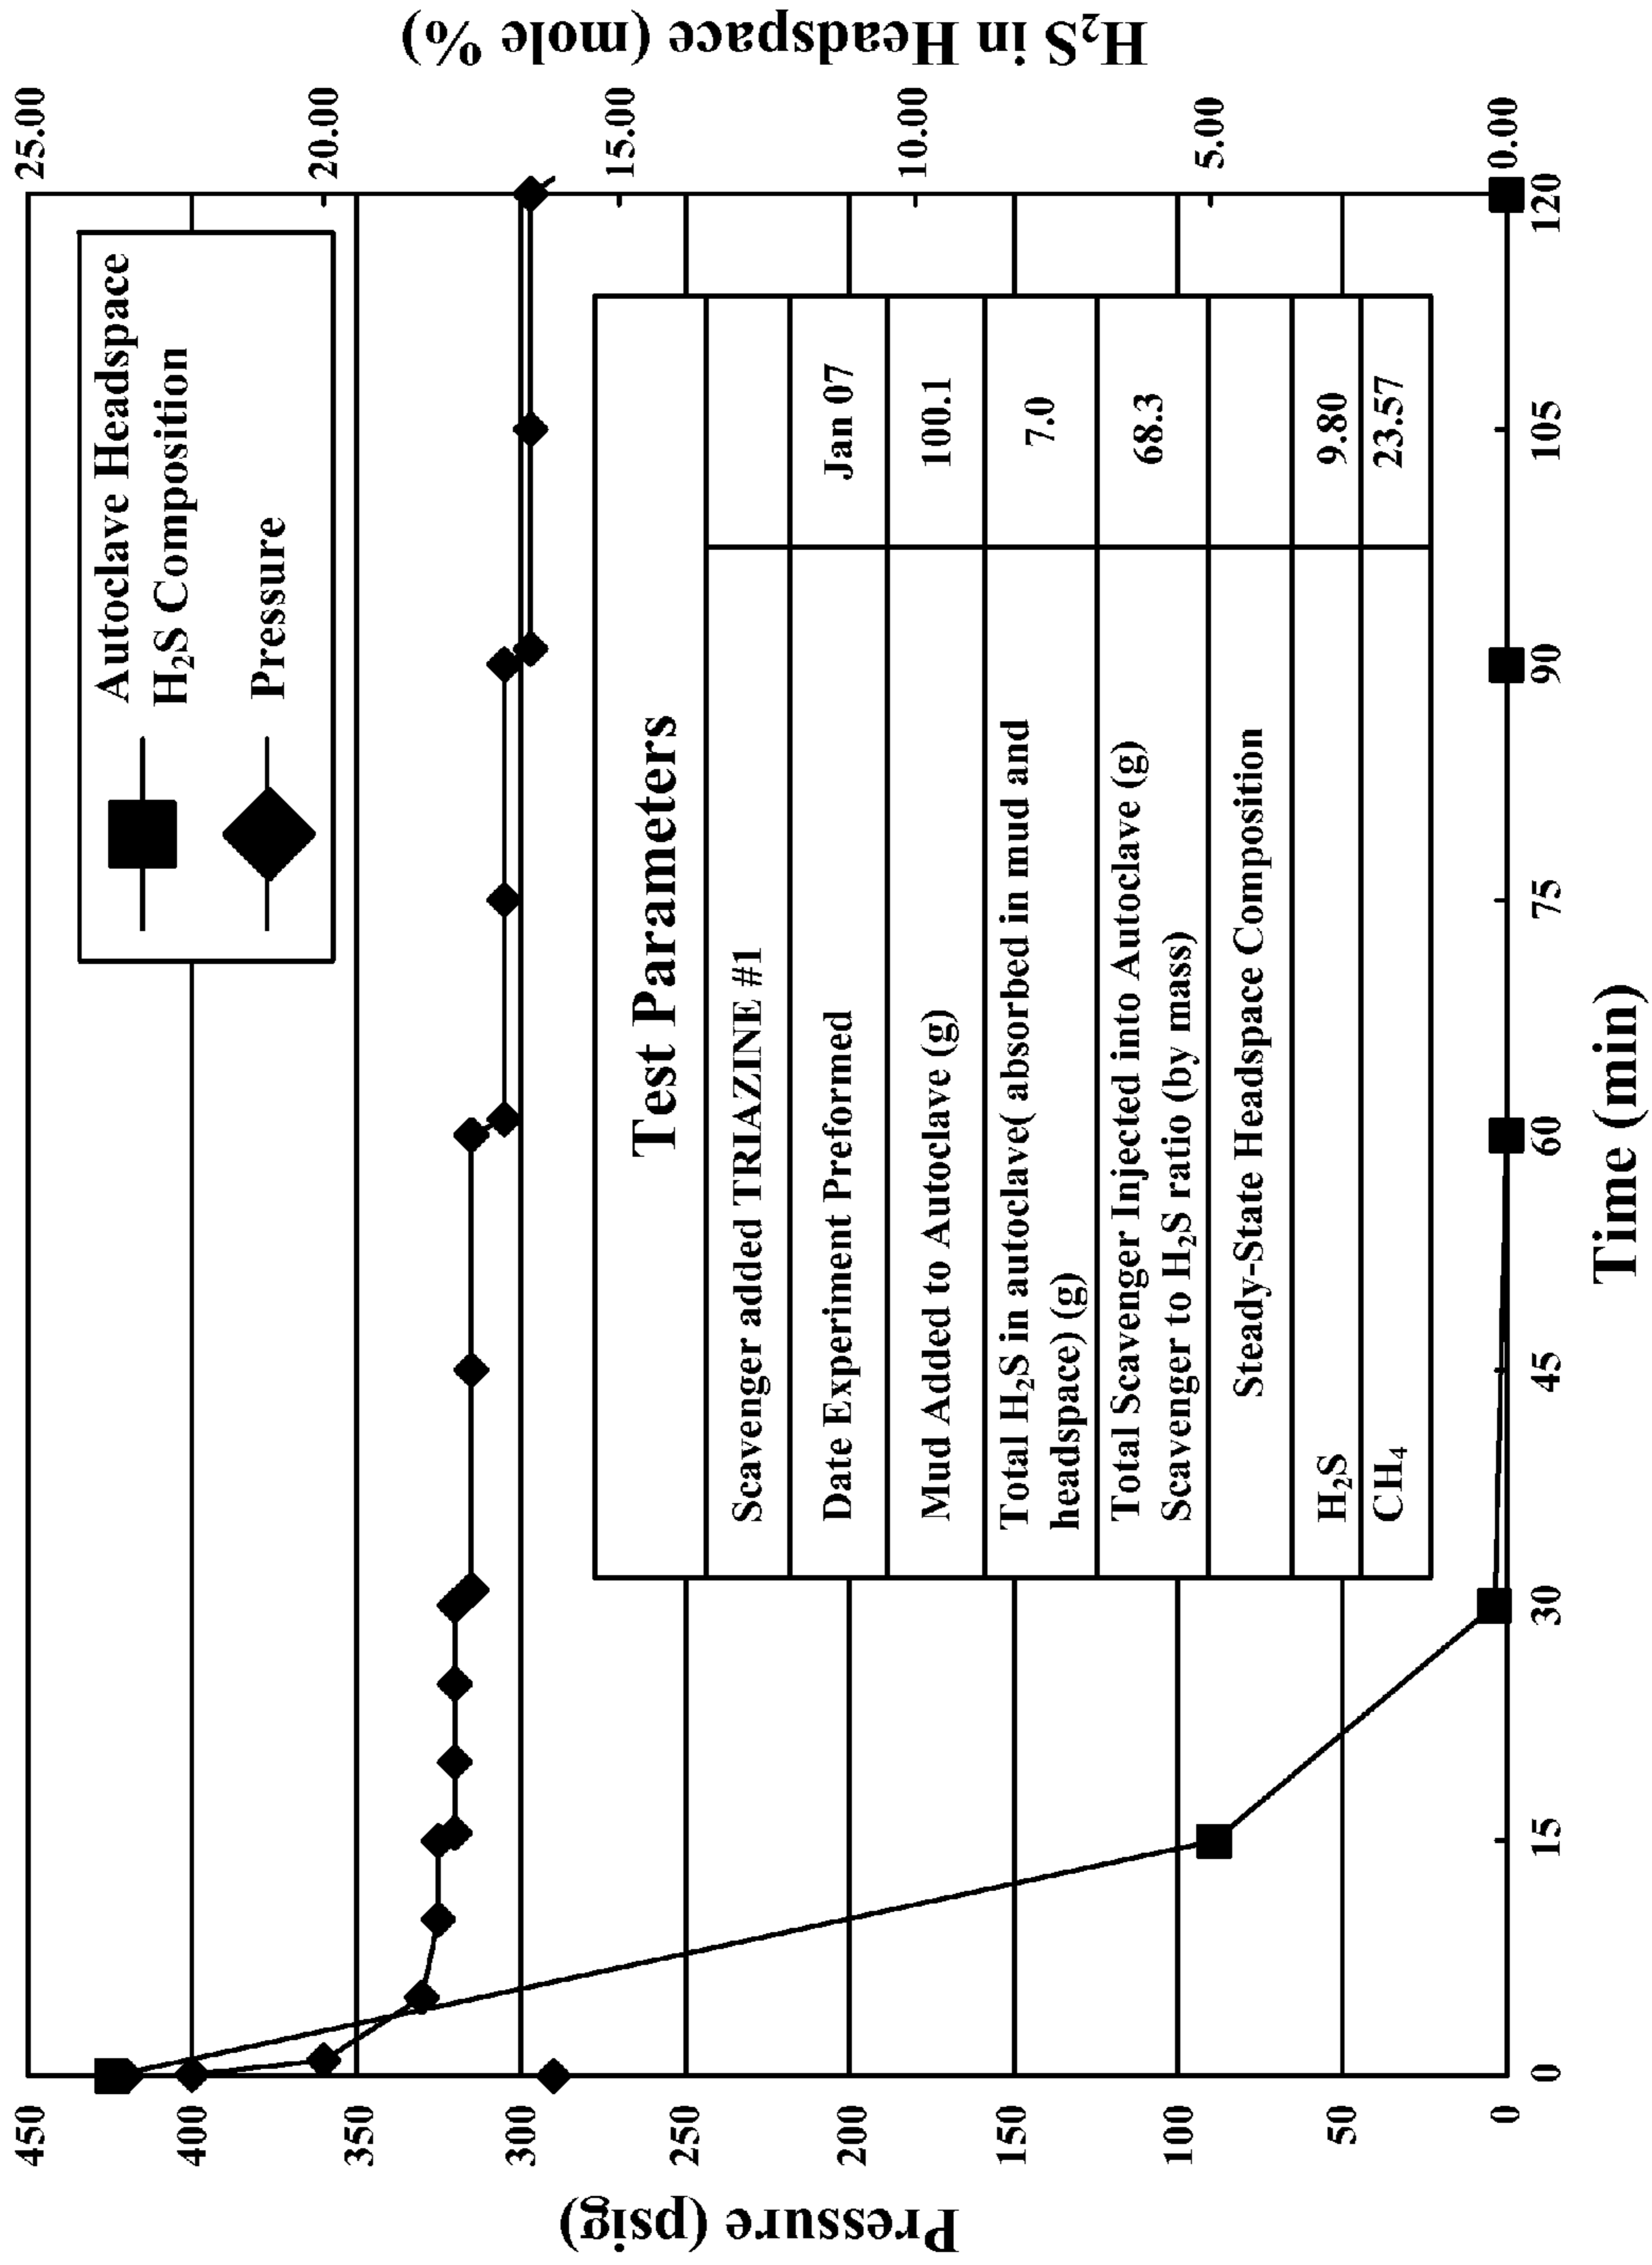 450
400
350
300
250
200
150
100
50
0
Pressure (psig)
25.00
20.00
15.00
10.00
5.00
0.00
H₂S in Headspace (mole %)
Autoclave Headspace
H₂S Composition
Pressure
Test Parameters
Scavenger added TRIAZINE #1
Date Experiment Preformed Jan 07
Mud Added to Autoclave (g) 100.1
Total H₂S in autoclave( absorbed in mud and
headspace) (g) 7.0
Total Scavenger Injected into Autoclave (g) 68.3
Scavenger to H₂S ratio (by mass)
Steady-State Headspace Composition
H₂S 9.80
CH₄ 23.57
0 15 30 45 60 75 90 105 120
Time (min)